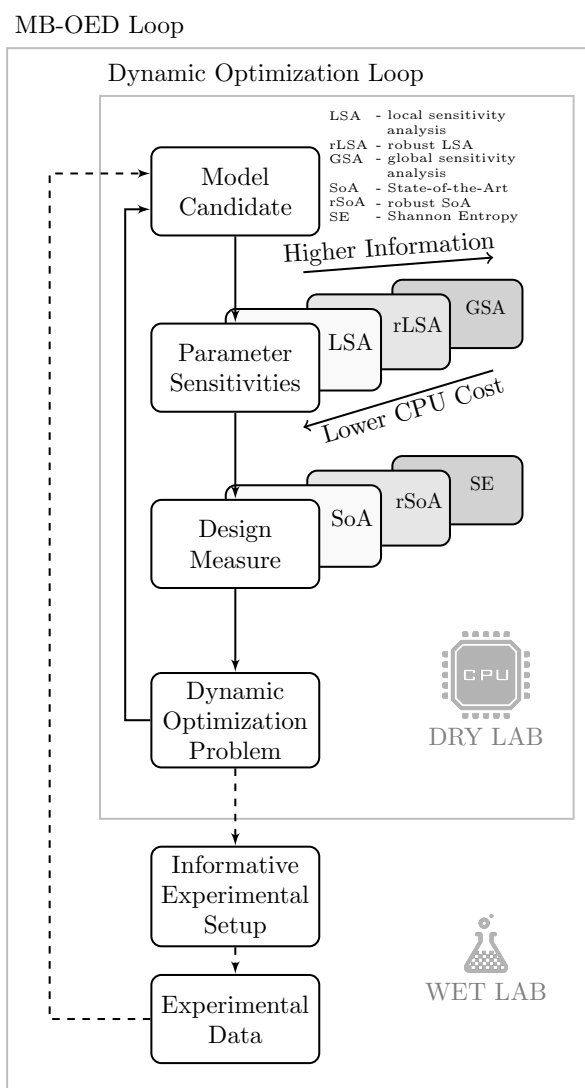 MB-OED Loop
Dynamic Optimization Loop
LSA - local sensitivity
analysis
rLSA - robust LSA
GSA - global sensitivity
analysis
SoA - State-of-the-Art
rSoA - robust SoA
SE - Shannon Entropy
Model
Candidate
Higher Information
Parameter
Sensitivities
LSA
rLSA
GSA
Lower CPU Cost
Design
Measure
SoA
rSoA
SE
Dynamic
Optimization
Problem
CPU
DRY LAB
Informative
Experimental
Setup
Experimental
Data
WET LAB